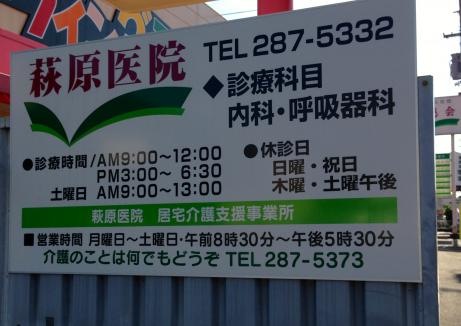 萩原医院
TEL 287-5332
◆診療科目
内科・呼吸器科
●診療時間/AM9:00〜12:00
PM3:00〜 6:30
土曜日 AM9:00〜13:00
●休診日
日曜・祝日
木曜・土曜午後
萩原医院 居宅介護支援事業所
■営業時間 月曜日〜土曜日・午前8時30分〜午後5時30分
介護のことは何でもどうぞ TEL 287-5373
会